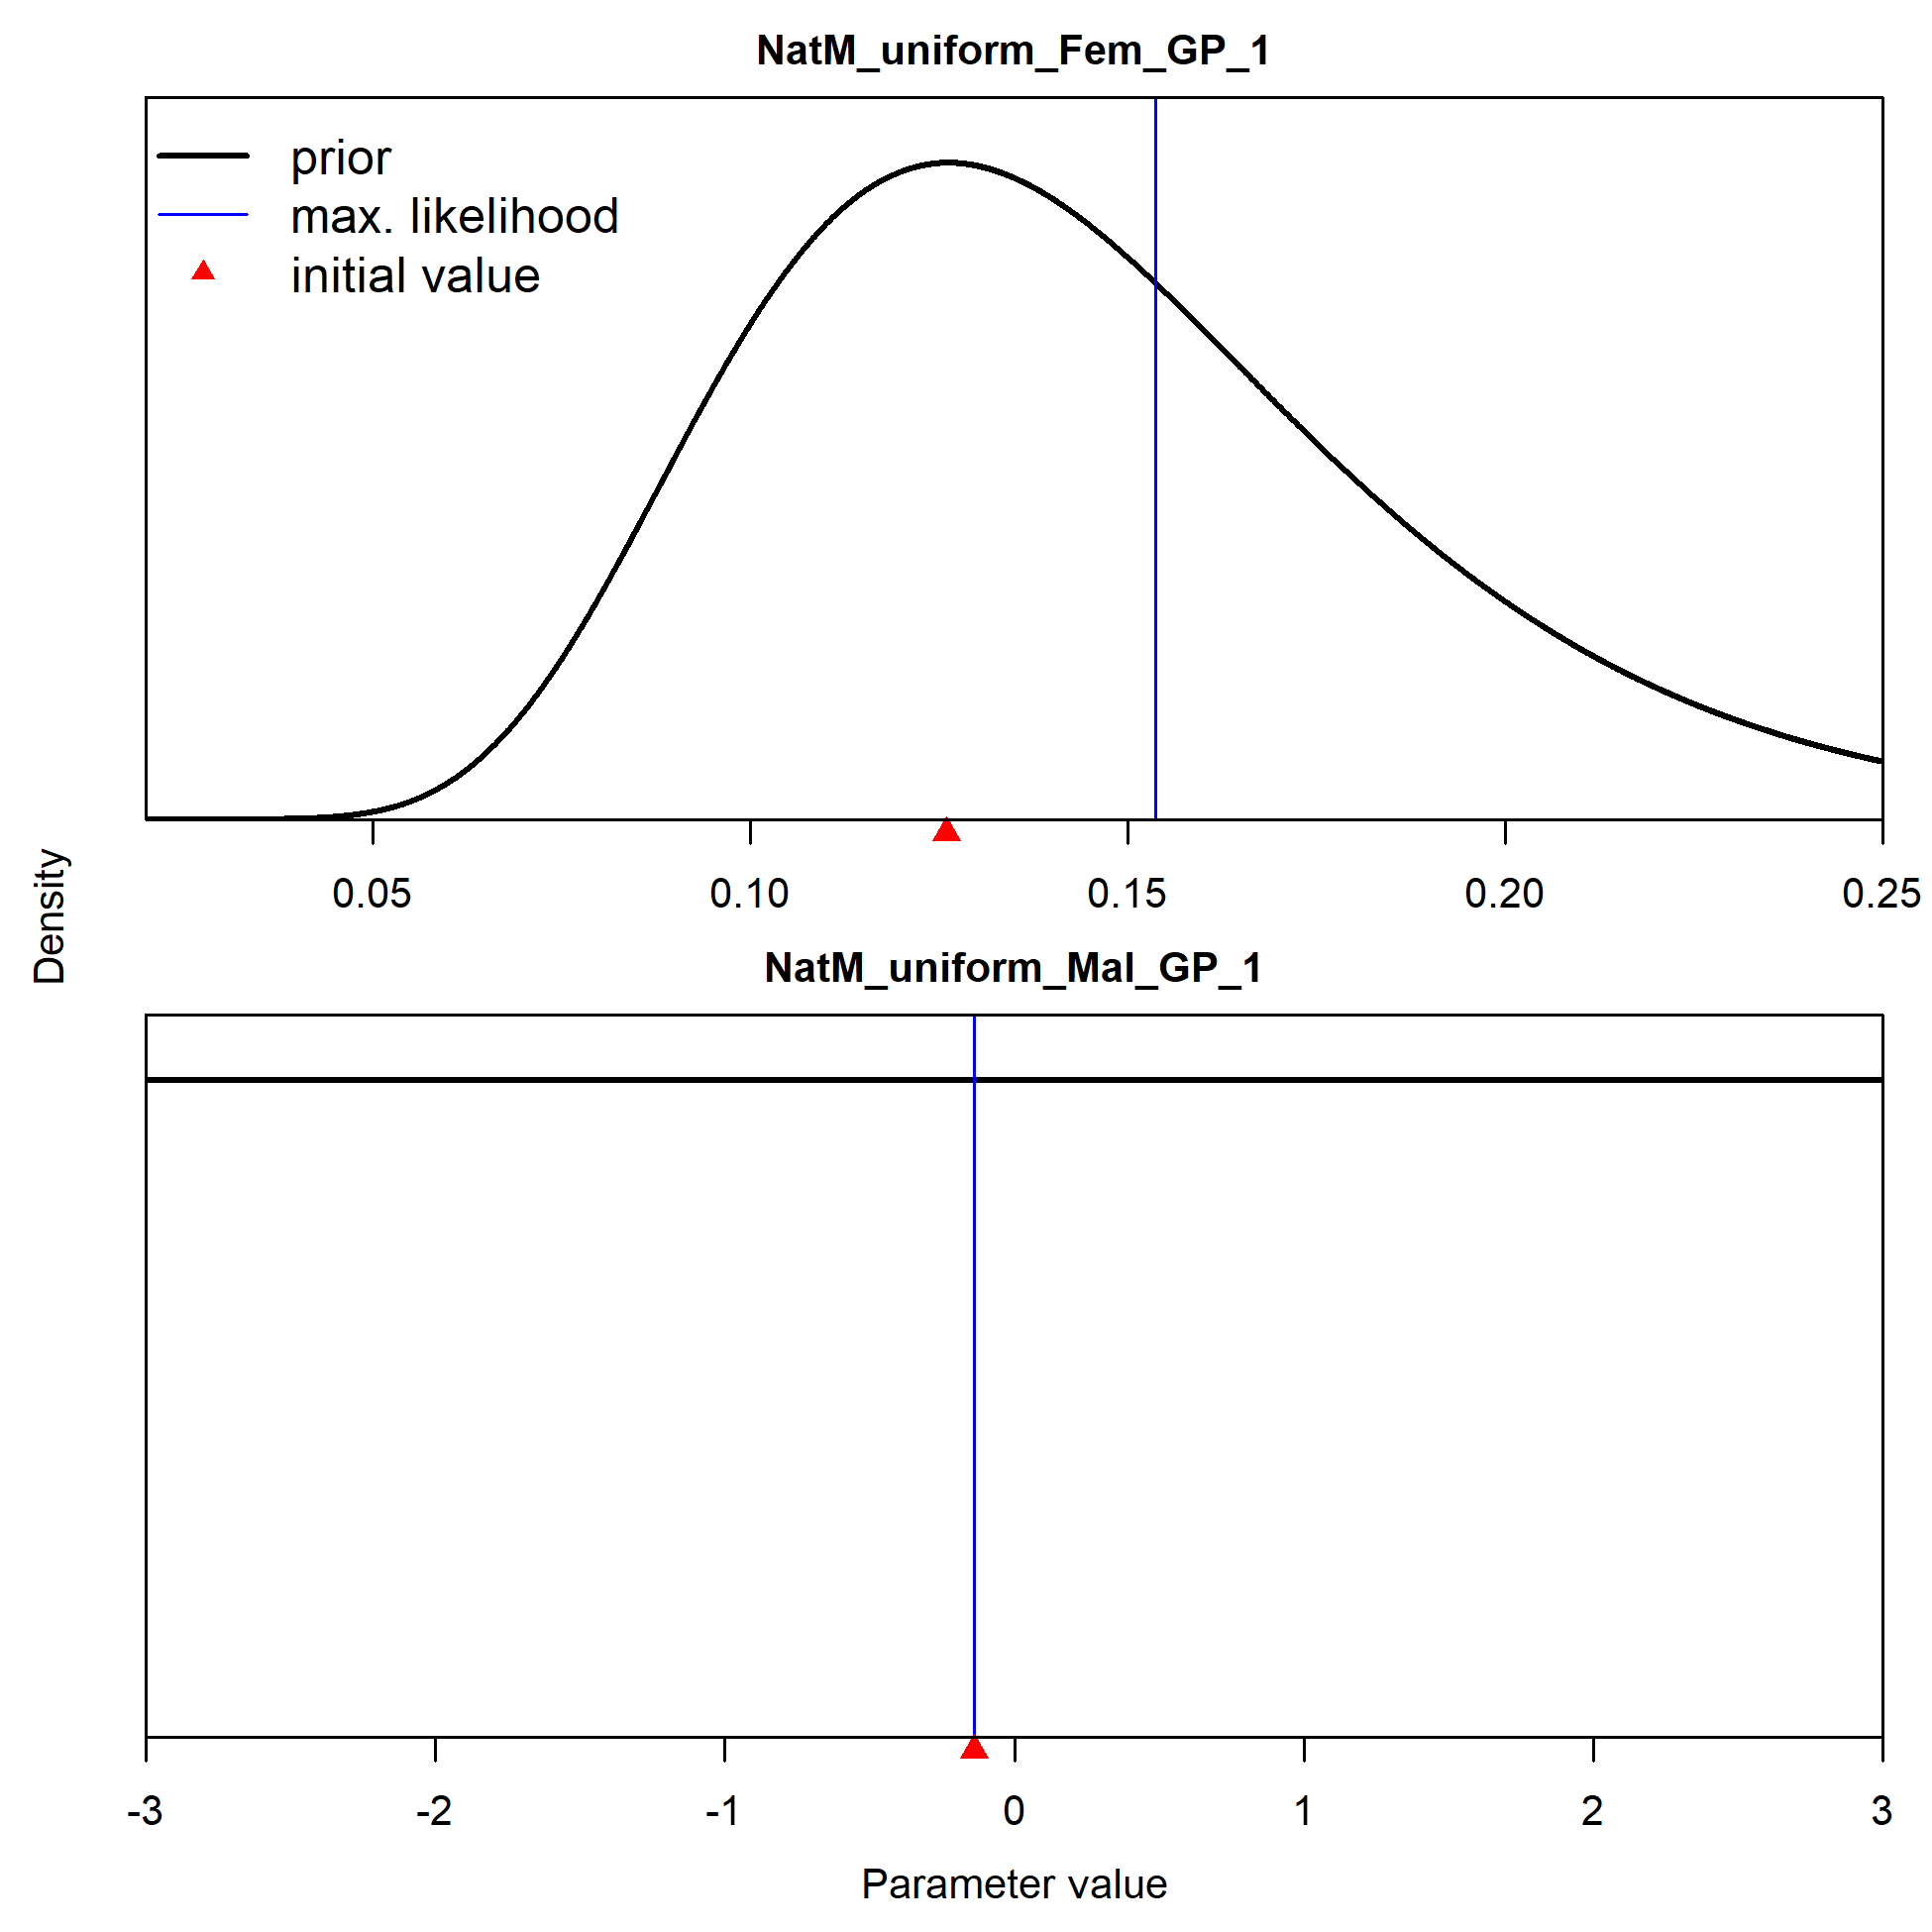 NatM_uniform_Fem_GP_1
prior
max. likelihood
initial value
0.05 0.10 0.15 0.20 0.25
Density
NatM_uniform_Mal_GP_1
-3 -2 -1 0 1 2 3
Parameter value